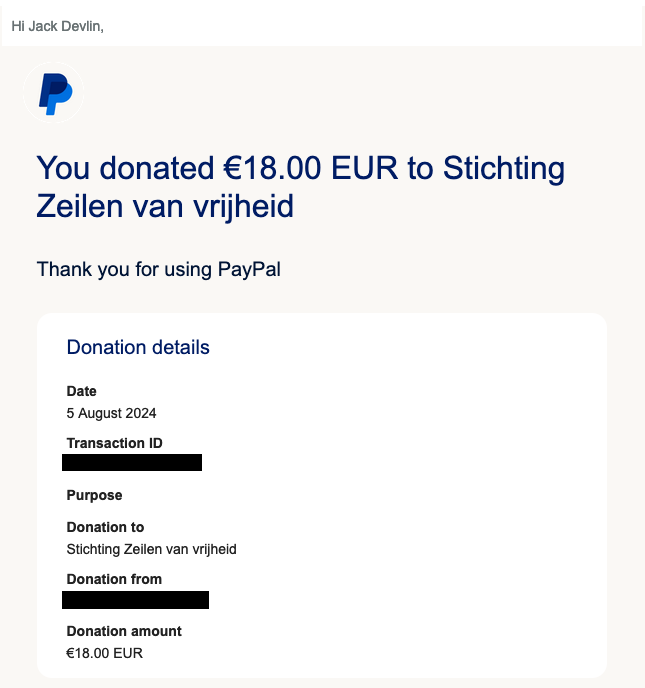 Hi Jack Devlin,
You donated €18.00 EUR to Stichting
Zeilen van vrijheid
Thank you for using PayPal
Donation details
Date
5 August 2024
Transaction ID
Purpose
Donation to
Stichting Zeilen van vrijheid
Donation from
Donation amount
€18.00 EUR